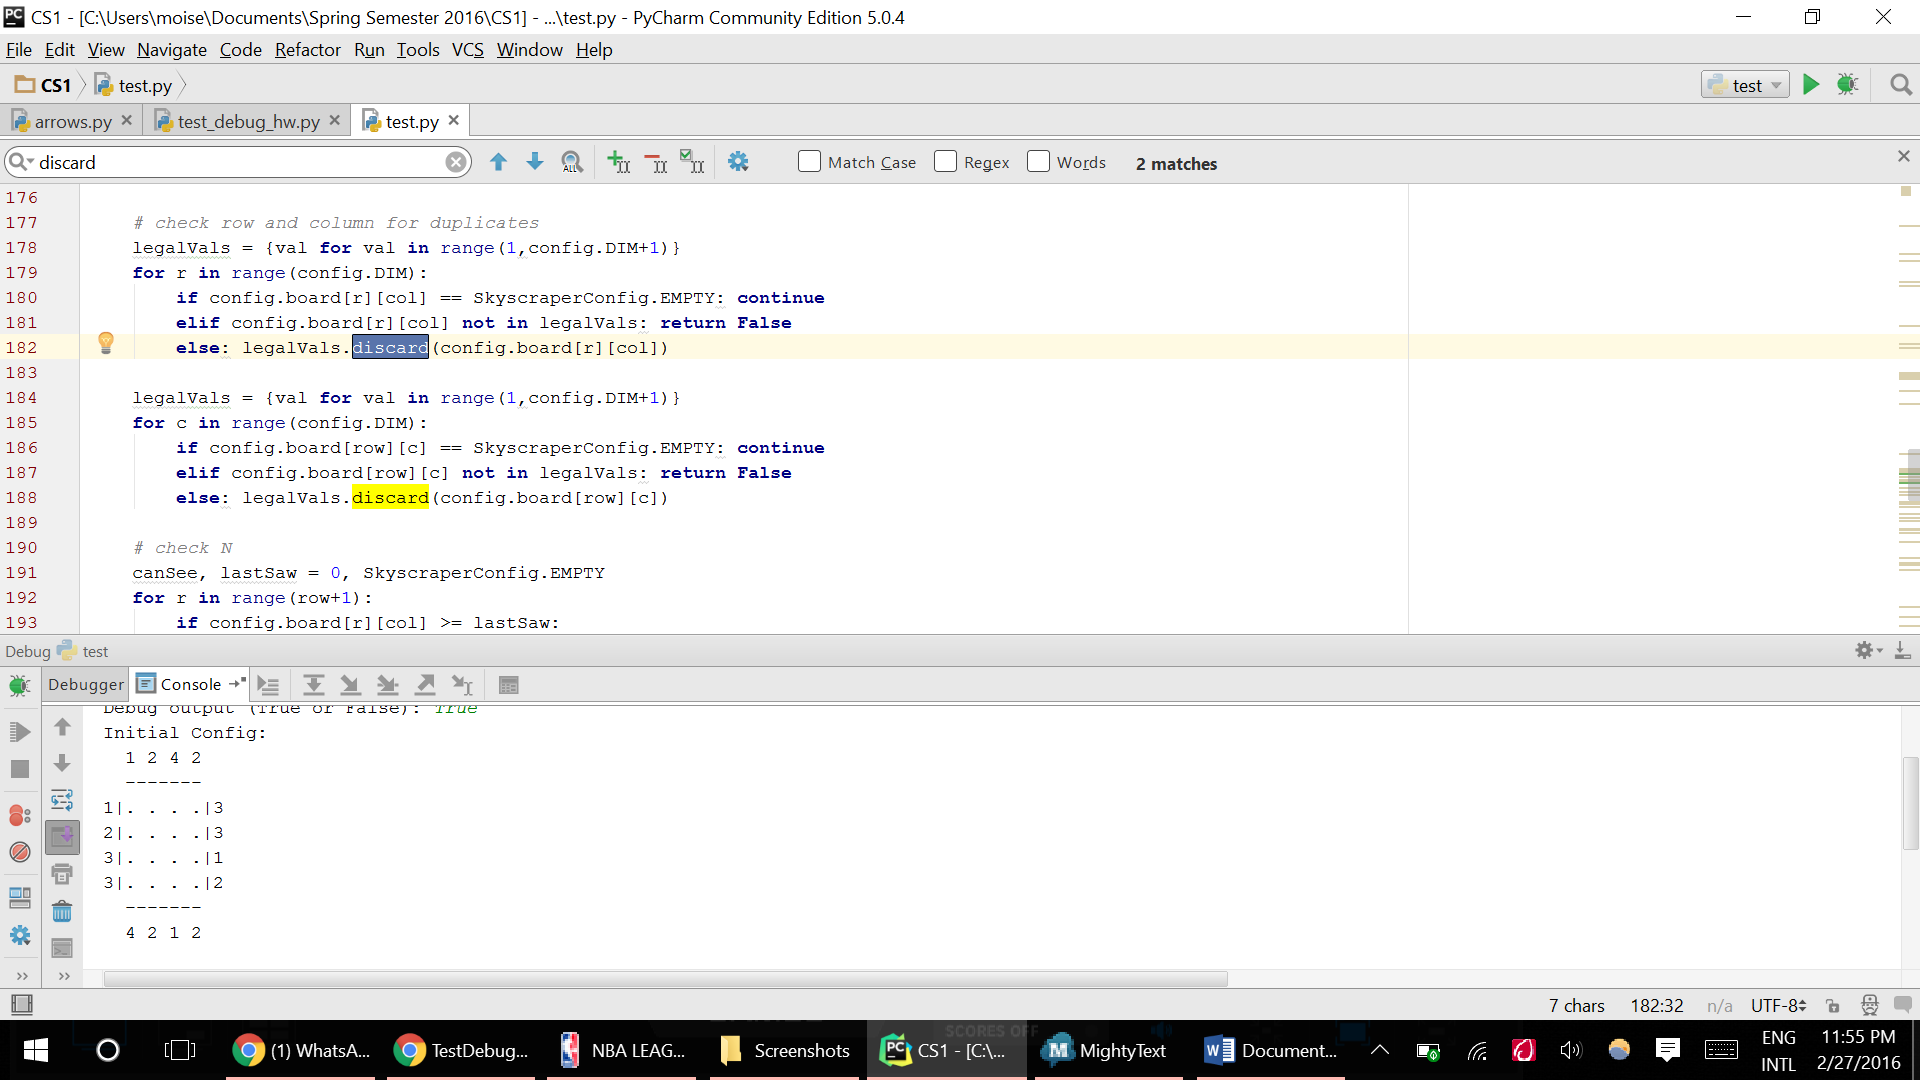 CS1 - [C:\Users\moise\Documents\Spring Semester 2016\CS1] - ...\test.py - PyCharm Community Edition 5.0.4
File Edit View Navigate Code Refactor Run Tools VCS Window Help
CS1 test.py test
arrows.py test_debug_hw.py test.py
discard Match Case Regex Words 2 matches
176
177 # check row and column for duplicates
178 legalVals = {val for val in range(1,config.DIM+1)}
179 for r in range(config.DIM):
180 if config.board[r][col] == SkyscraperConfig.EMPTY: continue
181 elif config.board[r][col] not in legalVals: return False
182 else: legalVals.discard(config.board[r][col])
183
184 legalVals = {val for val in range(1,config.DIM+1)}
185 for c in range(config.DIM):
186 if config.board[row][c] == SkyscraperConfig.EMPTY: continue
187 elif config.board[row][c] not in legalVals: return False
188 else: legalVals.discard(config.board[row][c])
189
190 # check N
191 canSee, lastSaw = 0, SkyscraperConfig.EMPTY
192 for r in range(row+1):
193 if config.board[r][col] >= lastSaw:
Debug test
Debugger Console
Debug output (True or False): True
Initial Config:
1 2 4 2
-------
1|. . . .|3
2|. . . .|3
3|. . . .|1
3|. . . .|2
-------
4 2 1 2
7 chars 182:32 n/a UTF-8
SCORES OFF
(1) WhatsA... TestDebug... NBA LEAG... Screenshots CS1 - [C:\... MightyText Document... ENG INTL 11:55 PM 2/27/2016